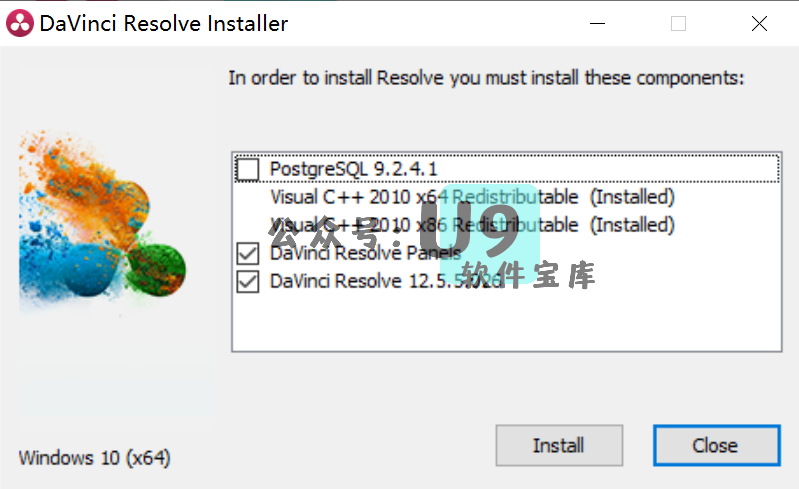 DaVinci Resolve Installer
In order to install Resolve you must install these components:
PostgreSQL 9.2.4.1
Visual C++ 2010 x64 Redistributable (Installed)
Visual C++ 2010 x86 Redistributable (Installed)
公众号：U9
DaVinci Resolve Panels
软件宝库
DaVinci Resolve 12.5.5.026
Install
Close
Windows 10 (x64)